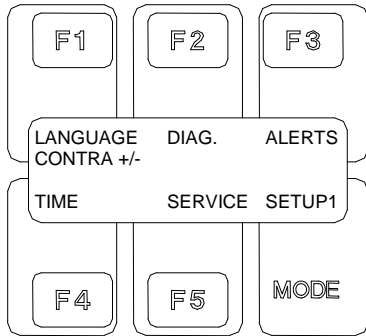 F1 F2 F3
LANGUAGE DIAG. ALERTS
CONTRA +/-
TIME SERVICE SETUP1
F4 F5 MODE